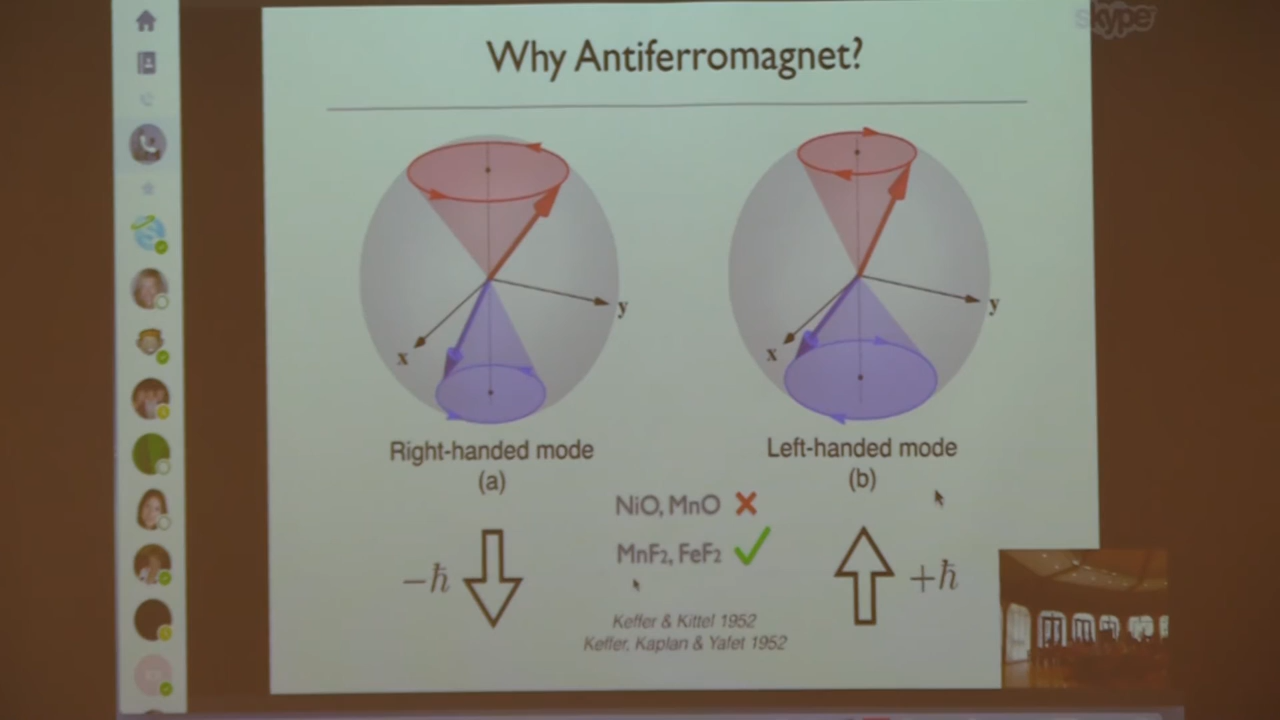 skype
Why Antiferromagnet?
y
x
y
x
Right-handed mode
(a)
Left-handed mode
(b)
NiO, MnO ✗
MnF₂, FeF₂ ✓
−ħ
+ħ
Keffer & Kittel 1952
Keffer, Kaplan & Yafet 1952